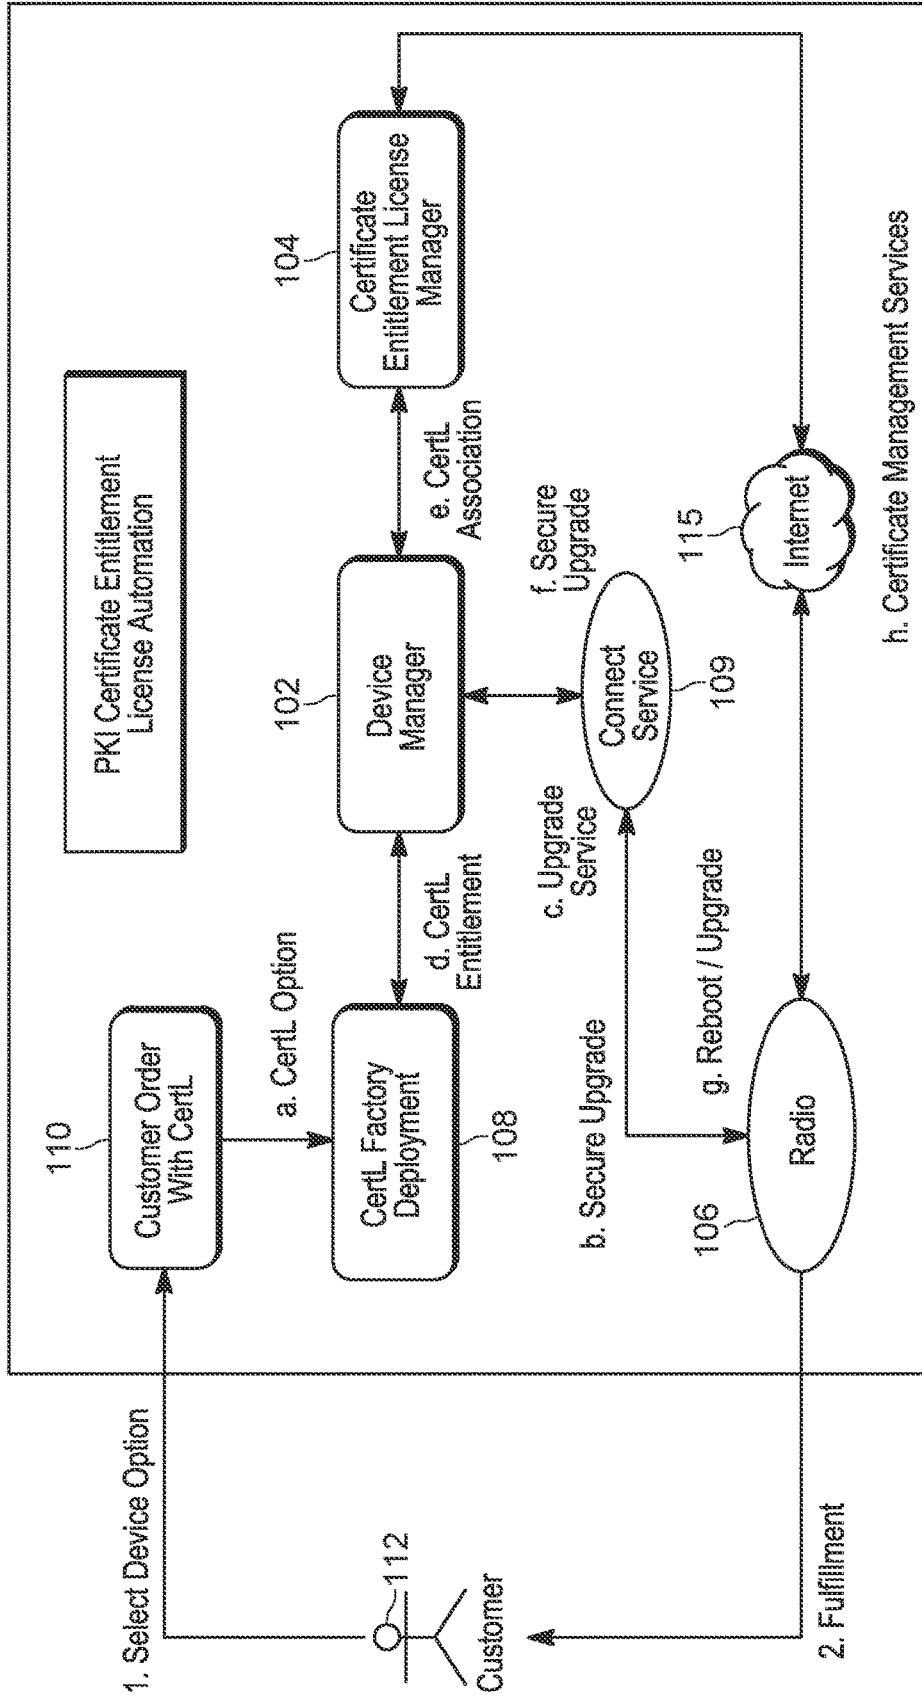 PKI Certificate Entitlement
License Automation
1. Select Device Option
112
Customer
2. Fulfillment
110
Customer Order
With CertL
a. CertL Option
CertL Factory
Deployment
108
d. CertL
Entitlement
102
Device
Manager
e. CertL
Association
104
Certificate
Entitlement License
Manager
b. Secure Upgrade
c. Upgrade
Service
Connect
Service
109
f. Secure
Upgrade
106
Radio
g. Reboot / Upgrade
115
Internet
h. Certificate Management Services